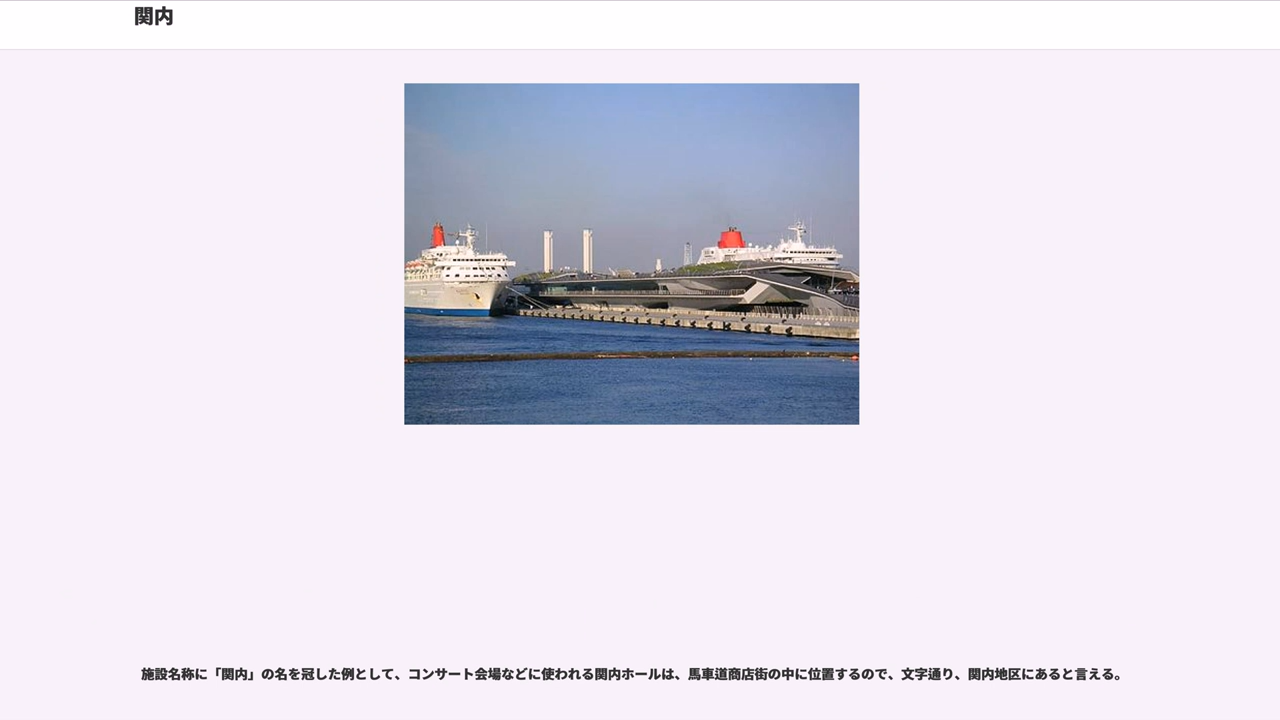 関内
施設名称に「関内」の名を冠した例として、コンサート会場などに使われる関内ホールは、馬車道商店街の中に位置するので、文字通り、関内地区にあると言える。